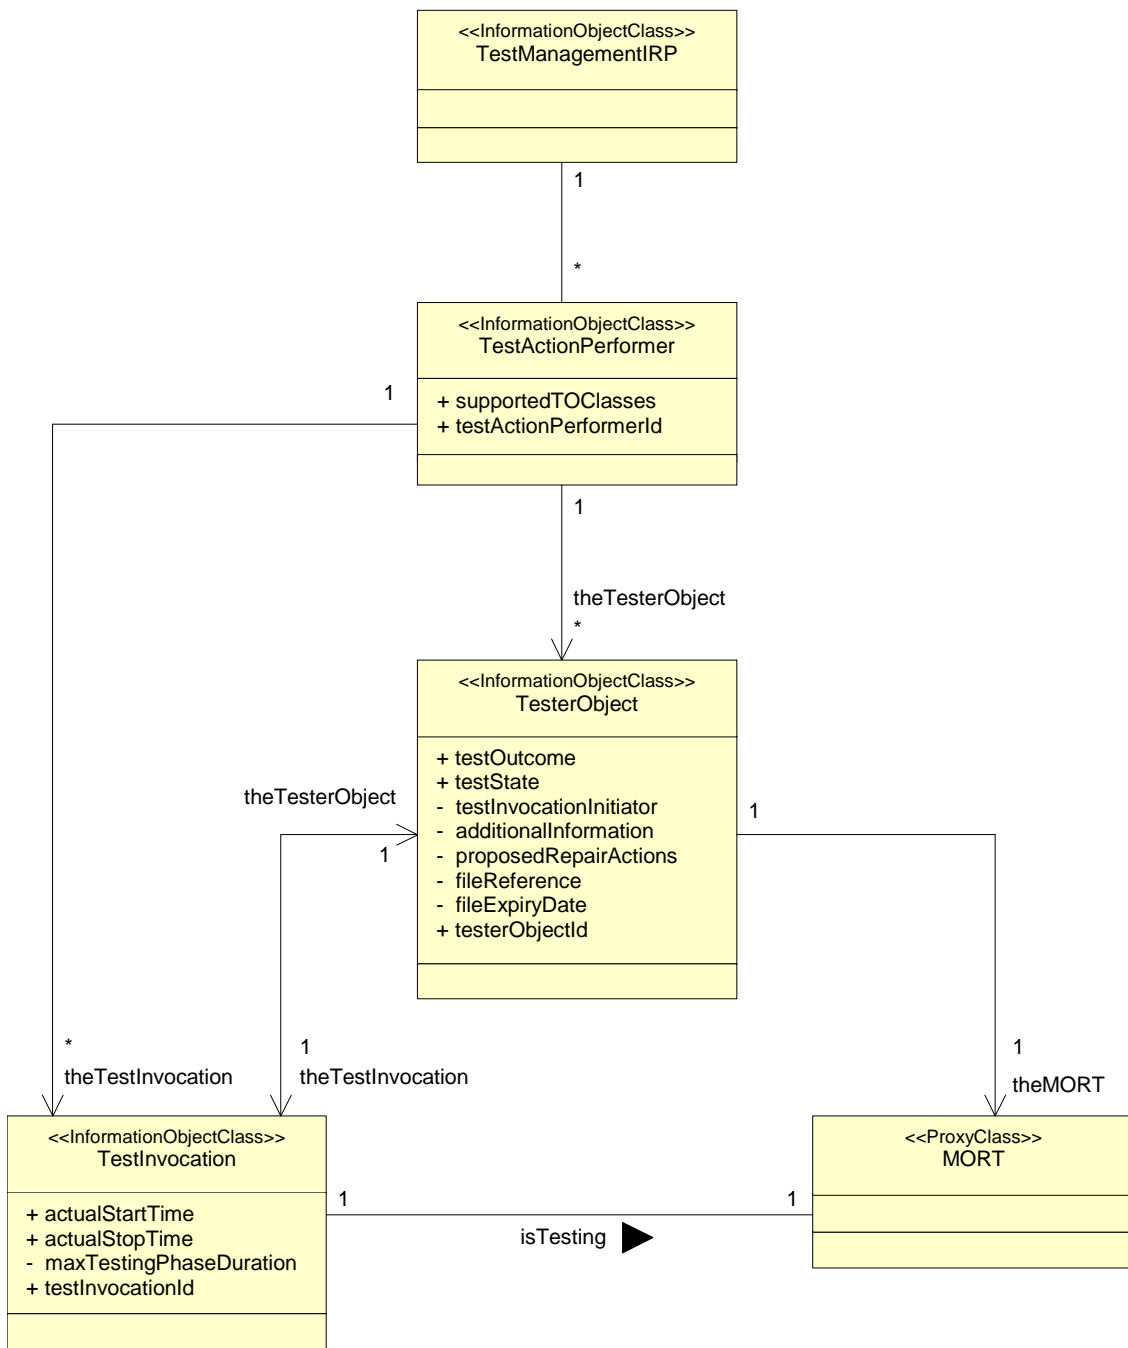 <<InformationObjectClass>>
TestManagementIRP
1
*
<<InformationObjectClass>>
TestActionPerformer
+ supportedTOClasses
+ testActionPerformerId
1
1
theTesterObject
*
<<InformationObjectClass>>
TesterObject
+ testOutcome
+ testState
- testInvocationInitiator
- additionalInformation
- proposedRepairActions
- fileReference
- fileExpiryDate
+ testerObjectId
theTesterObject
1
1
*
theTestInvocation
1
theTestInvocation
1
theMORT
<<InformationObjectClass>>
TestInvocation
+ actualStartTime
+ actualStopTime
- maxTestingPhaseDuration
+ testInvocationId
1
isTesting
1
<<ProxyClass>>
MORT